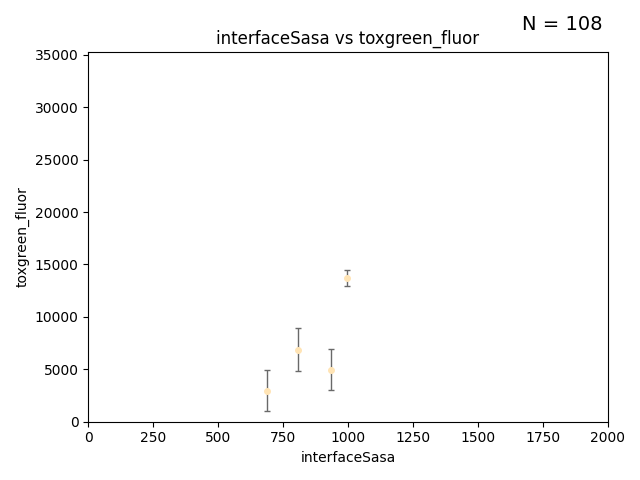 N = 108
interfaceSasa vs toxgreen_fluor
35000
30000
25000
20000
15000
10000
5000
0
toxgreen_fluor
0 250 500 750 1000 1250 1500 1750 2000
interfaceSasa